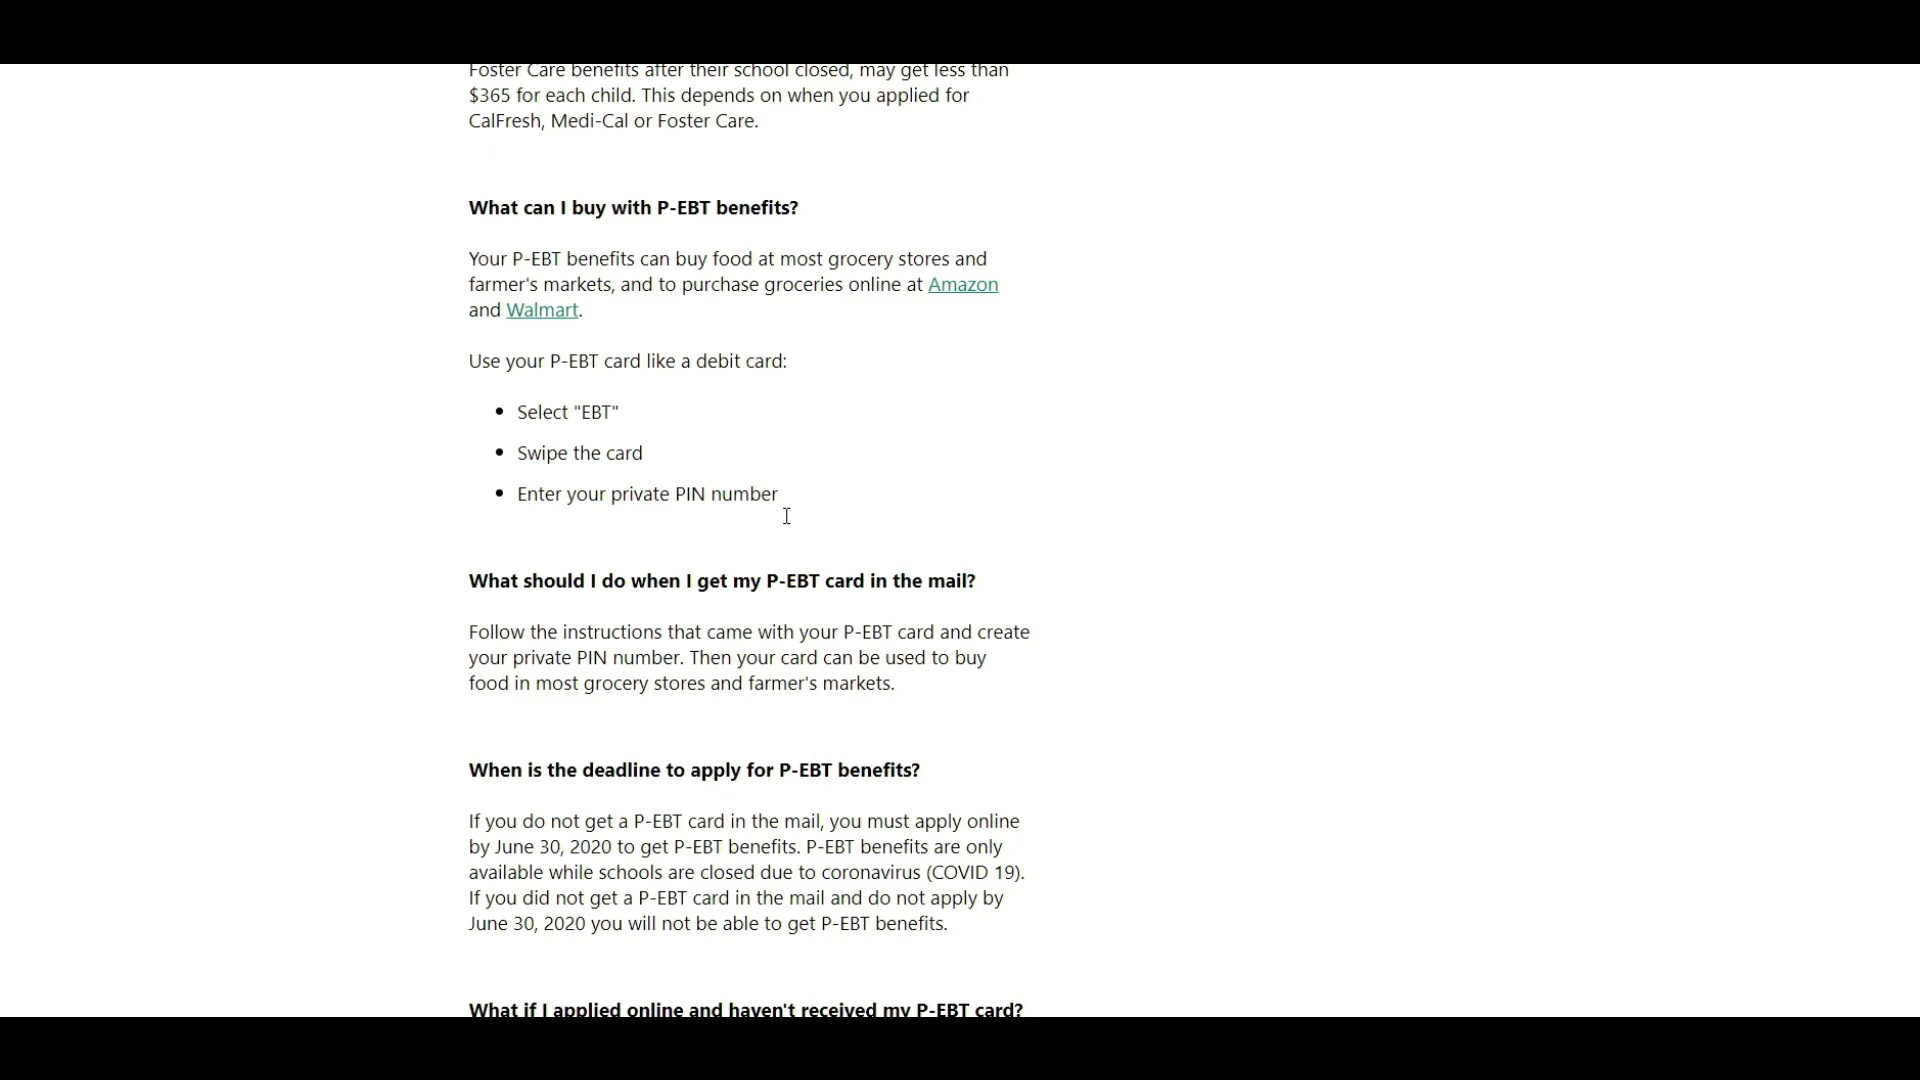 Foster Care benefits after their school closed, may get less than
$365 for each child. This depends on when you applied for
CalFresh, Medi-Cal or Foster Care.
What can I buy with P-EBT benefits?
Your P-EBT benefits can buy food at most grocery stores and
farmer's markets, and to purchase groceries online at Amazon
and Walmart.
Use your P-EBT card like a debit card:
• Select "EBT"
• Swipe the card
• Enter your private PIN number
What should I do when I get my P-EBT card in the mail?
Follow the instructions that came with your P-EBT card and create
your private PIN number. Then your card can be used to buy
food in most grocery stores and farmer's markets.
When is the deadline to apply for P-EBT benefits?
If you do not get a P-EBT card in the mail, you must apply online
by June 30, 2020 to get P-EBT benefits. P-EBT benefits are only
available while schools are closed due to coronavirus (COVID 19).
If you did not get a P-EBT card in the mail and do not apply by
June 30, 2020 you will not be able to get P-EBT benefits.
What if I applied online and haven't received my P-EBT card?